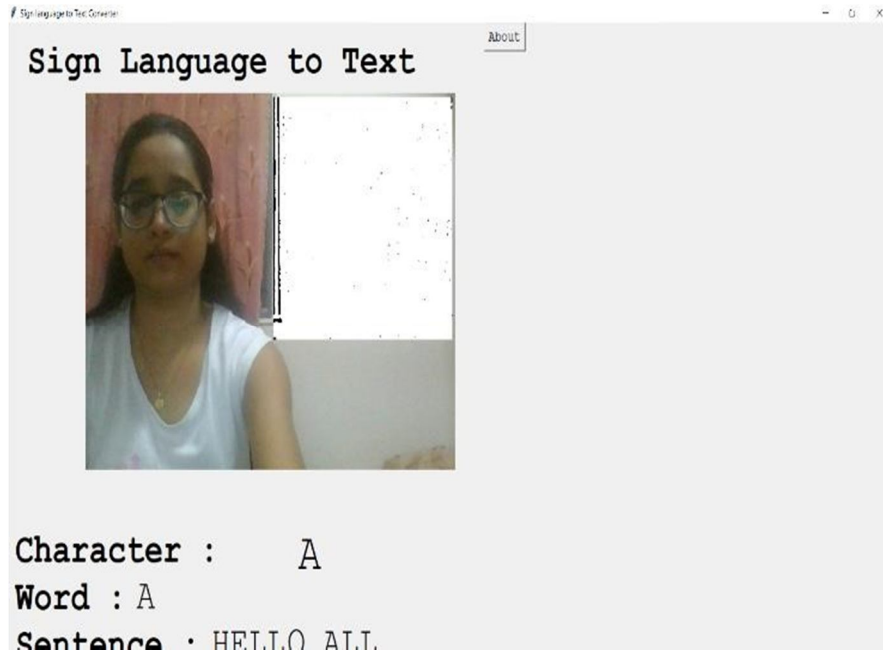 Sign language to Text Converter
About
Sign Language to Text
Character : A
Word : A
Sentence : HELLO ALL